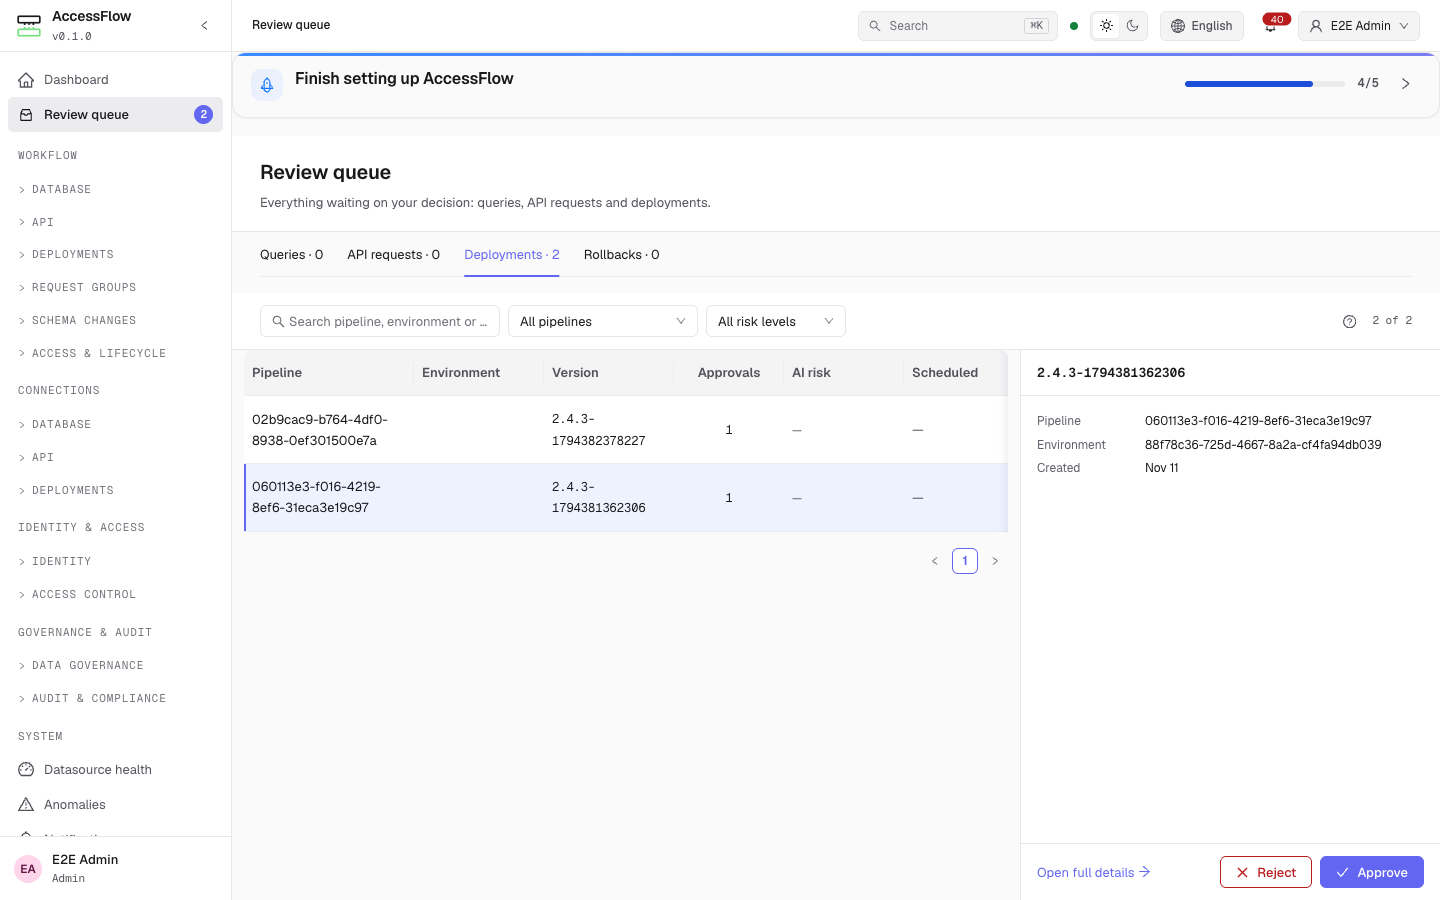 AccessFlow
v0.1.0
Review queue
Search
⌘K
English
40
E2E Admin
Dashboard
Review queue
2
WORKFLOW
DATABASE
API
DEPLOYMENTS
REQUEST GROUPS
SCHEMA CHANGES
ACCESS & LIFECYCLE
CONNECTIONS
DATABASE
API
DEPLOYMENTS
IDENTITY & ACCESS
IDENTITY
ACCESS CONTROL
GOVERNANCE & AUDIT
DATA GOVERNANCE
AUDIT & COMPLIANCE
SYSTEM
Datasource health
Anomalies
EA
E2E Admin
Admin
Finish setting up AccessFlow
4/5
Review queue
Everything waiting on your decision: queries, API requests and deployments.
Queries · 0
API requests · 0
Deployments · 2
Rollbacks · 0
Search pipeline, environment or ...
All pipelines
All risk levels
2 of 2
Pipeline Environment Version Approvals AI risk Scheduled
02b9cac9-b764-4df0-8938-0ef301500e7a 2.4.3-1794382378227 1 — —
060113e3-f016-4219-8ef6-31eca3e19c97 2.4.3-1794381362306 1 — —
1
2.4.3-1794381362306
Pipeline 060113e3-f016-4219-8ef6-31eca3e19c97
Environment 88f78c36-725d-4667-8a2a-cf4fa94db039
Created Nov 11
Open full details
Reject
Approve